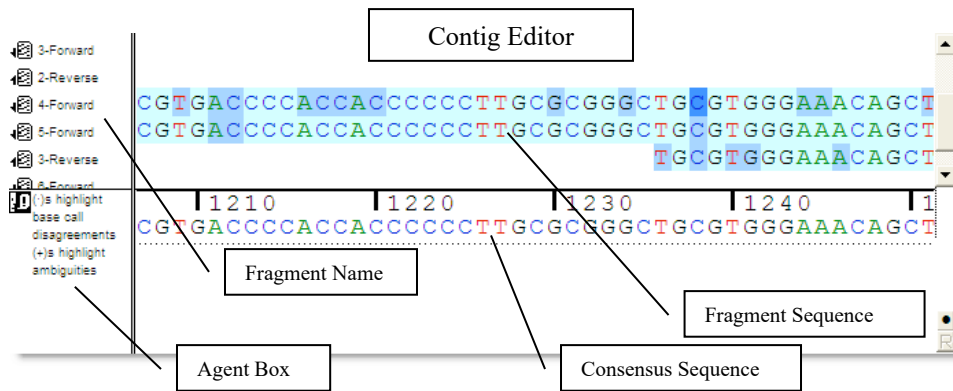 Contig Editor
3-Forward
2-Reverse
4-Forward CGTGACCCCACCACCCCCCTTGCGCGGGCTGCGTGGGAAACAGCT
5-Forward CGTGACCCCACCACCCCCCTTGCGCGGGCTGCGTGGGAAACAGCT
3-Reverse TGCGTGGGAAACAGCT
6-Forward
1210 1220 1230 1240 1
CGTGACCCCACCACCCCCCTTGCGCGGGCTGCGTGGGAAACAGCT
(·)s highlight
base call
disagreements
(+)s highlight
ambiguities
Fragment Name
Fragment Sequence
Agent Box
Consensus Sequence
R